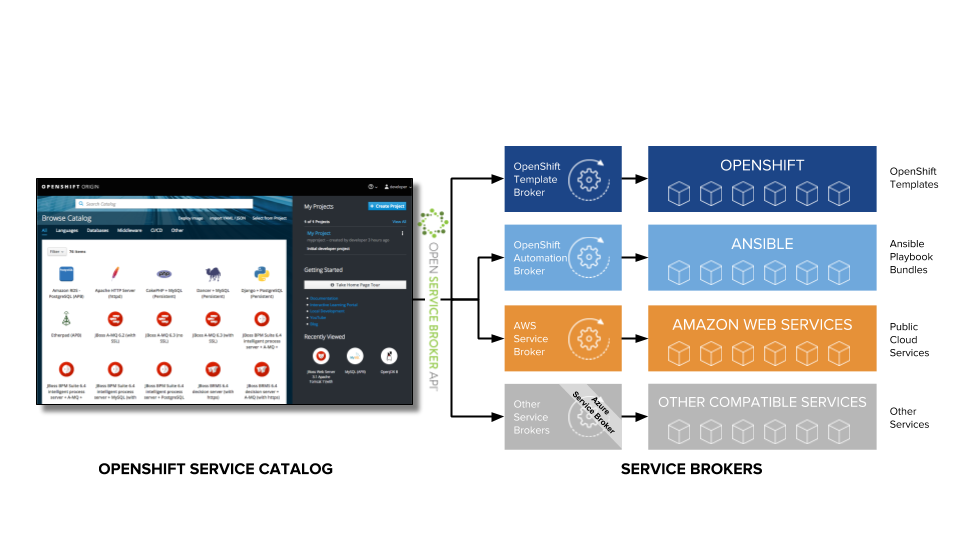 OPENSHIFT ORIGIN
developer
Search Catalog
Browse Catalog
Deploy Image
Import YAML / JSON
Select from Project
All Languages Databases Middleware CI/CD Other
Filter
76 items
Amazon RDS -
PostgreSQL (APB)
Apache HTTP Server
(httpd)
CakePHP + MySQL
(Persistent)
Dancer + MySQL
(Persistent)
Django + PostgreSQL
(Persistent)
Etherpad (APB)
JBoss A-MQ 6.2 (with
SSL)
JBoss A-MQ 6.3 (no
SSL)
JBoss A-MQ 6.3 (with
SSL)
JBoss BPM Suite 6.4
intelligent process
server + A-MQ +
JBoss BPM Suite 6.4
intelligent process
server + A-MQ +
JBoss BPM Suite 6.4
intelligent process
server + MySQL (with
JBoss BPM Suite 6.4
intelligent process
server + PostgreSQL
JBoss BRMS 6.4
decision server (with
https)
JBoss BRMS 6.4
decision server +
A-MQ (with https)
My Projects
+ Create Project
View All
My Project
myproject - created by developer 3 hours ago
Initial developer project
Getting Started
Take Home Page Tour
Documentation
Interactive Learning Portal
Local Development
YouTube
Blog
Recently Viewed
JBoss Web Server
3.1 Apache
MySQL (APB)
OpenJDK 8
OPEN SERVICE BROKER API
OpenShift
Template
Broker
OPENSHIFT
OpenShift
Templates
OpenShift
Automation
Broker
ANSIBLE
Ansible
Playbook
Bundles
AWS
Service
Broker
AMAZON WEB SERVICES
Public
Cloud
Services
Other
Service
Brokers
Azure
Service Broker
OTHER COMPATIBLE SERVICES
Other
Services
OPENSHIFT SERVICE CATALOG
SERVICE BROKERS